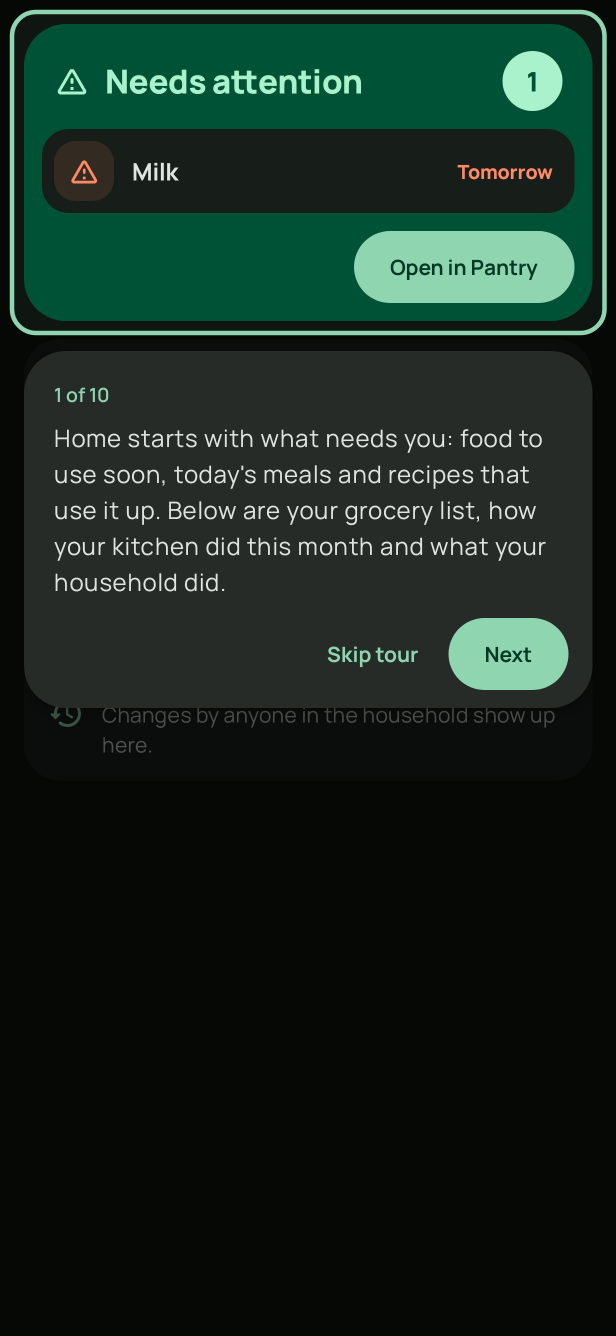 Needs attention
1
Milk
Tomorrow
Open in Pantry
1 of 10
Home starts with what needs you: food to
use soon, today's meals and recipes that
use it up. Below are your grocery list, how
your kitchen did this month and what your
household did.
Skip tour
Next
Changes by anyone in the household show up
here.